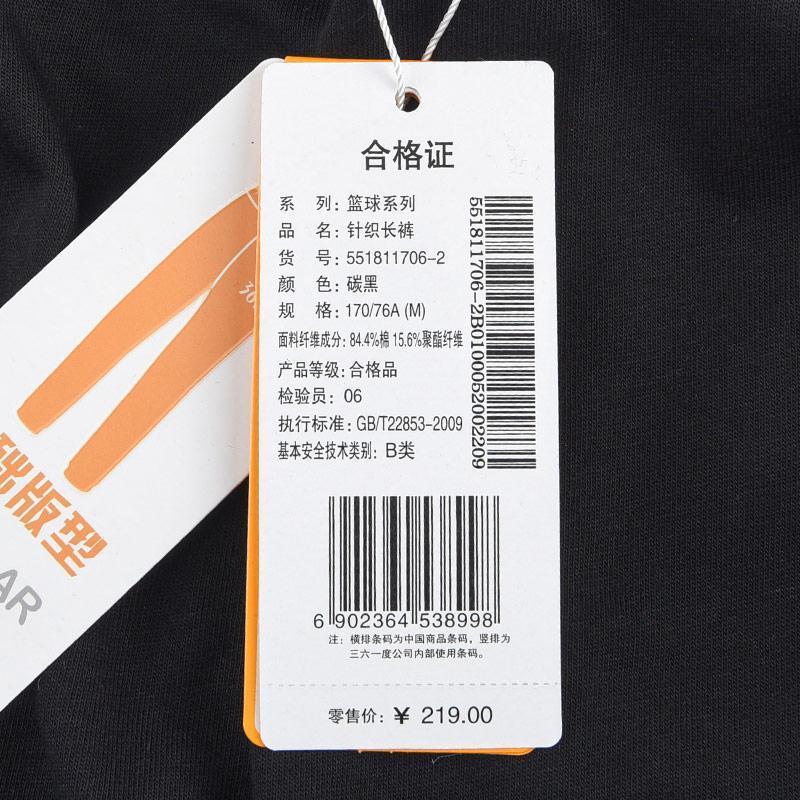 合格证
系 列: 篮球系列
品 名: 针织长裤
货 号: 551811706-2
颜 色: 碳黑
规 格: 170/76A (M)
面料纤维成分: 84.4%棉 15.6%聚酯纤维
产品等级: 合格品
检验员: 06
执行标准: GB/T22853-2009
基本安全技术类别: B类
551811706-2B0100052002209
6 902364 538998
注: 横排条码为中国商品条码，竖排为
三六一度公司内部使用条码。
零售价: ¥ 219.00
础版型
AR